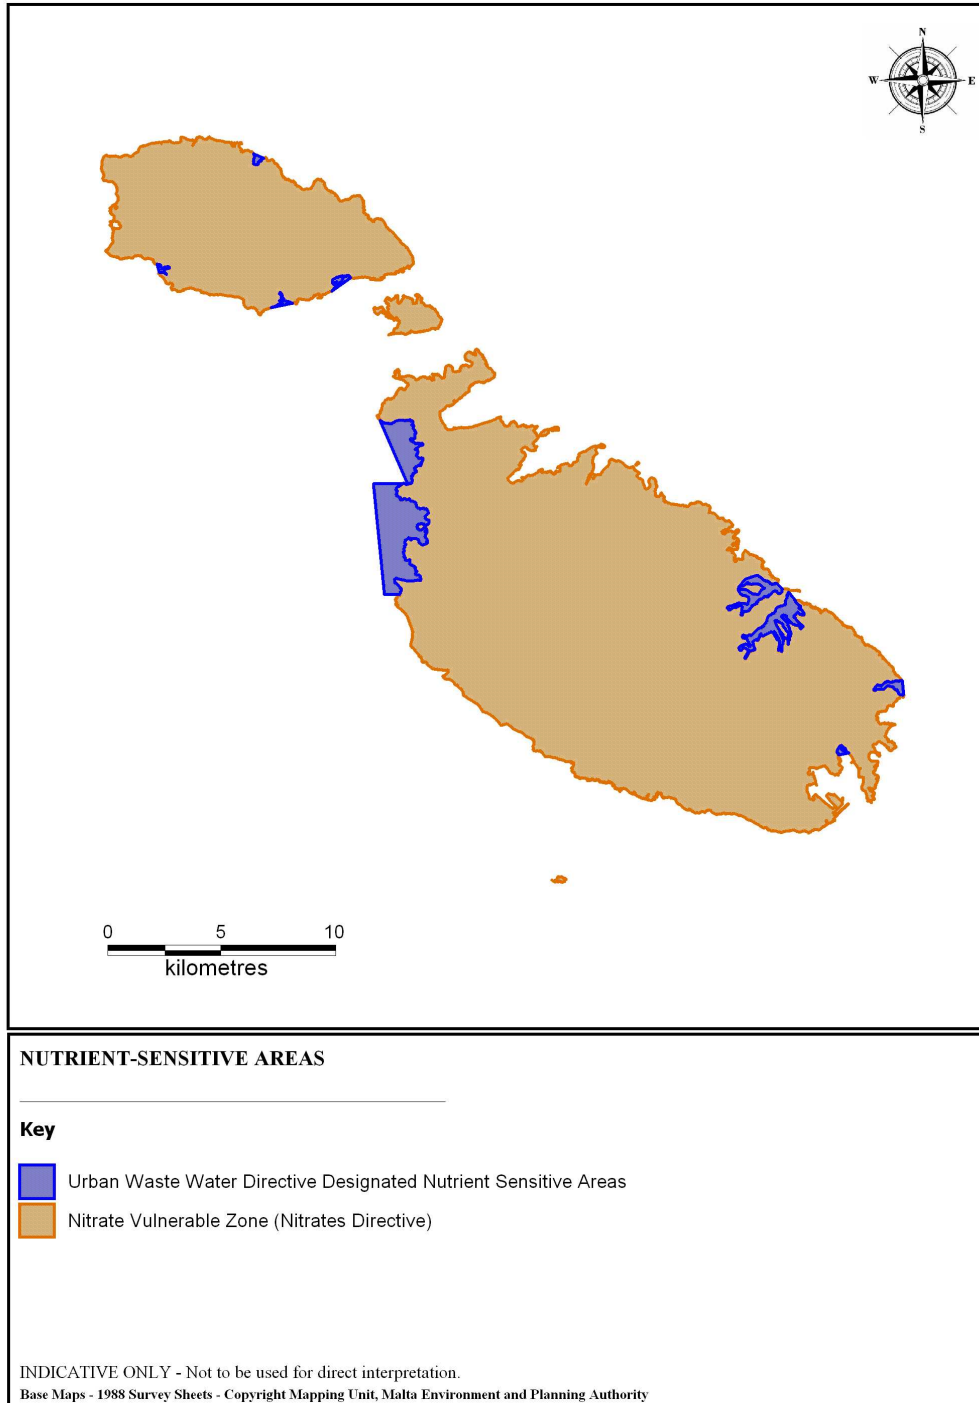 N
W E
S
0 5 10
kilometres
NUTRIENT-SENSITIVE AREAS
Key
Urban Waste Water Directive Designated Nutrient Sensitive Areas
Nitrate Vulnerable Zone (Nitrates Directive)
INDICATIVE ONLY - Not to be used for direct interpretation.
Base Maps - 1988 Survey Sheets - Copyright Mapping Unit, Malta Environment and Planning Authority